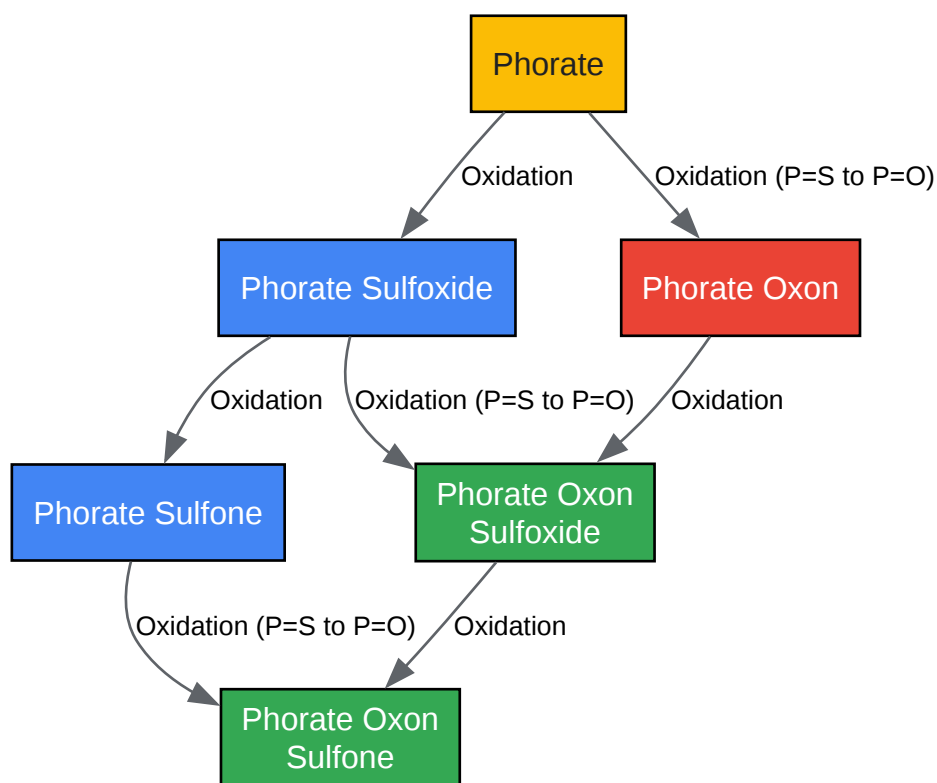 Phorate
Oxidation
Oxidation (P=S to P=O)
Phorate Sulfoxide
Phorate Oxon
Oxidation
Oxidation (P=S to P=O)
Oxidation
Phorate Sulfone
Phorate Oxon
Sulfoxide
Oxidation (P=S to P=O)
Oxidation
Phorate Oxon
Sulfone